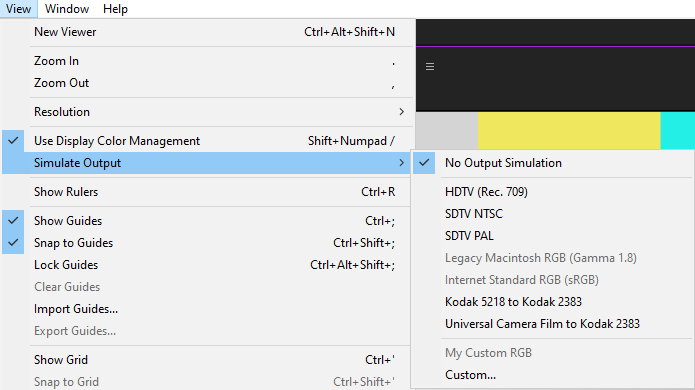 View Window Help
New Viewer Ctrl+Alt+Shift+N
Zoom In .
Zoom Out ,
Resolution
Use Display Color Management Shift+Numpad /
Simulate Output
Show Rulers Ctrl+R
Show Guides Ctrl+;
Snap to Guides Ctrl+Shift+;
Lock Guides Ctrl+Alt+Shift+;
Clear Guides
Import Guides...
Export Guides...
Show Grid Ctrl+'
Snap to Grid Ctrl+Shift+'
No Output Simulation
HDTV (Rec. 709)
SDTV NTSC
SDTV PAL
Legacy Macintosh RGB (Gamma 1.8)
Internet Standard RGB (sRGB)
Kodak 5218 to Kodak 2383
Universal Camera Film to Kodak 2383
My Custom RGB
Custom...